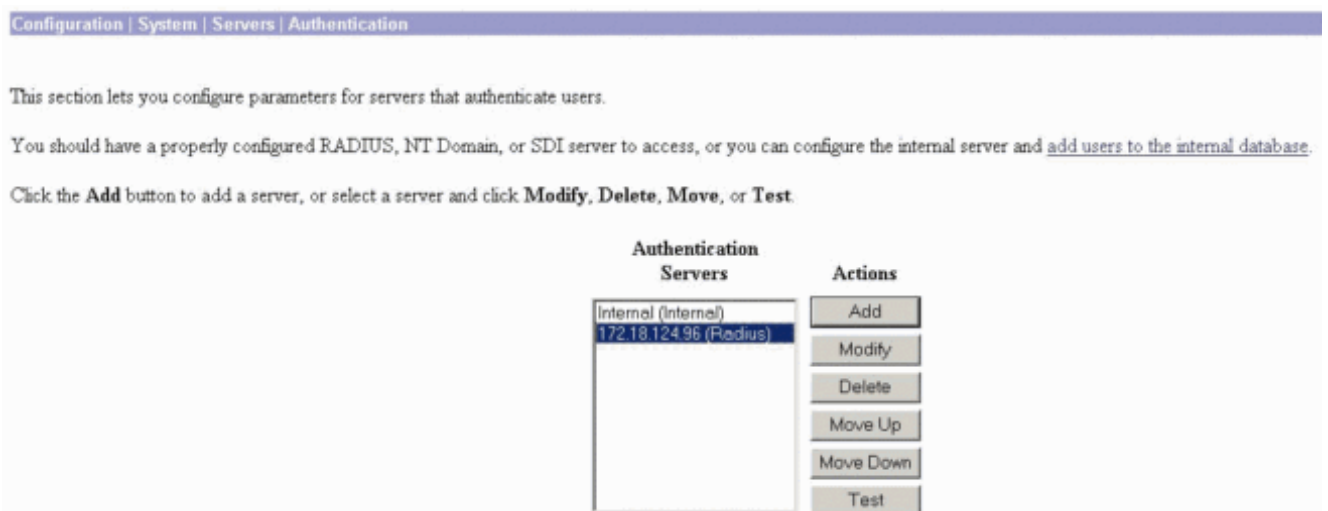 Configuration | System | Servers | Authentication
This section lets you configure parameters for servers that authenticate users.
You should have a properly configured RADIUS, NT Domain, or SDI server to access, or you can configure the internal server and add users to the internal database.
Click the Add button to add a server, or select a server and click Modify, Delete, Move, or Test.
Authentication
Servers
Actions
Internal (Internal)
172.18.124.96 (Radius)
Add
Modify
Delete
Move Up
Move Down
Test